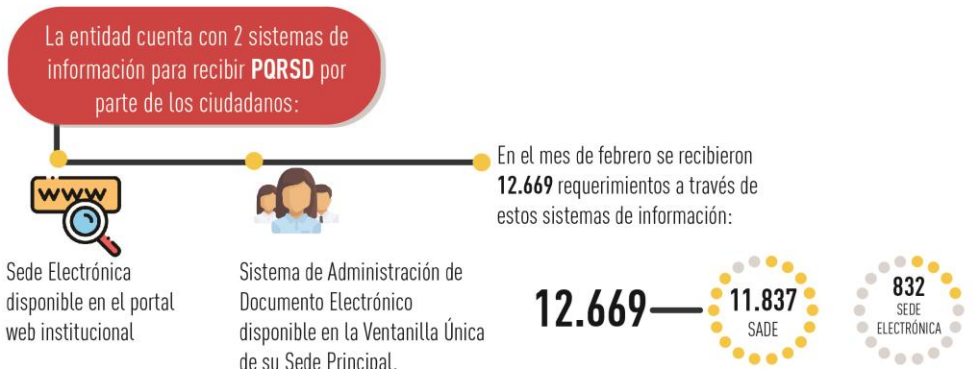 La entidad cuenta con 2 sistemas de
información para recibir PQRSD por
parte de los ciudadanos:
www
Sede Electrónica
disponible en el portal
web institucional
Sistema de Administración de
Documento Electrónico
disponible en la Ventanilla Única
de su Sede Principal.
En el mes de febrero se recibieron
12.669 requerimientos a través de
estos sistemas de información:
12.669
11.837
SADE
832
SEDE
ELECTRÓNICA